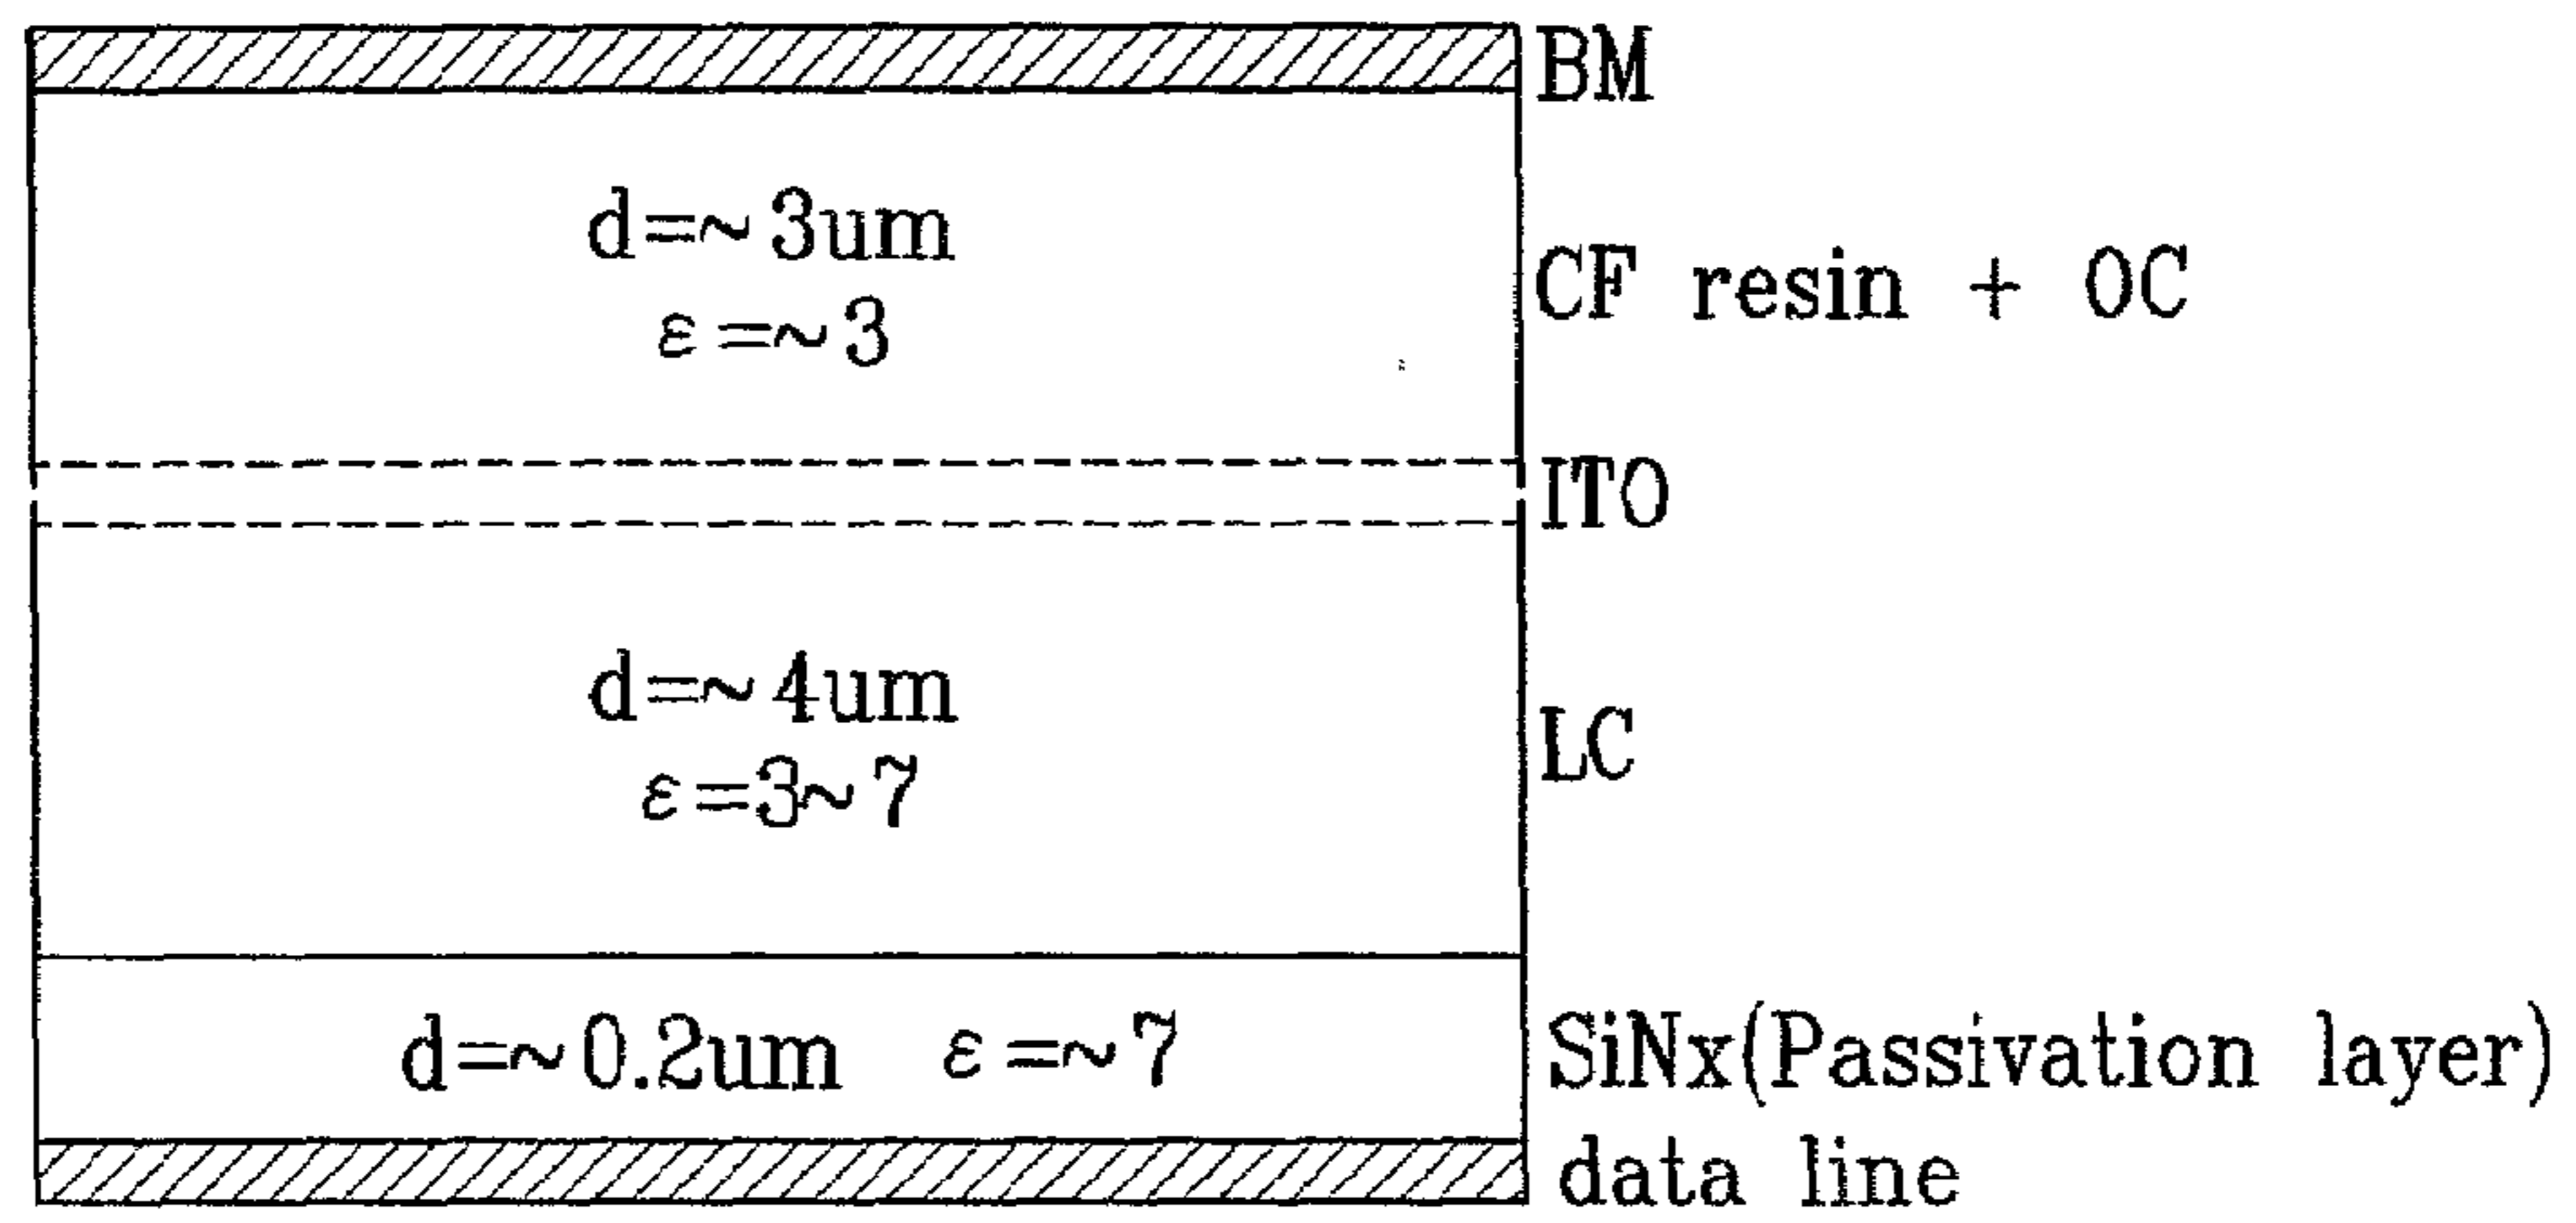 BM
d=~3um
ε=~3
CF resin + OC
ITO
d=~4um
ε=3~7
LC
d=~0.2um ε=~7
SiNx(Passivation layer)
data line